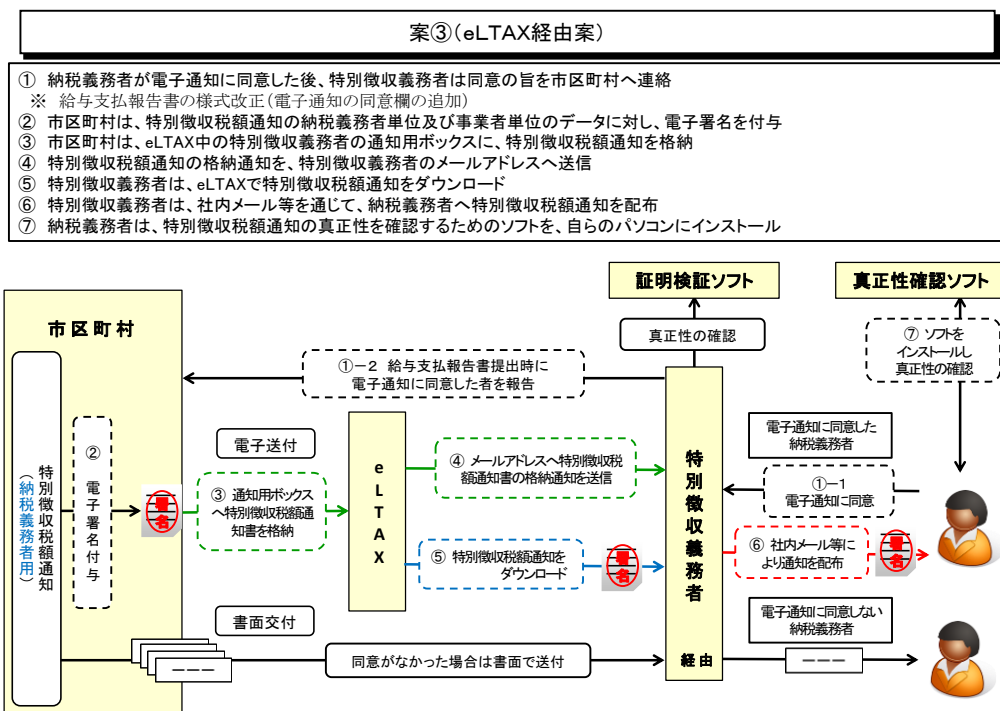 案③(eLTAX経由案)
① 納税義務者が電子通知に同意した後、特別徴収義務者は同意の旨を市区町村へ連絡
※ 給与支払報告書の様式改正(電子通知の同意欄の追加)
② 市区町村は、特別徴収税額通知の納税義務者単位及び事業者単位のデータに対し、電子署名を付与
③ 市区町村は、eLTAX中の特別徴収義務者の通知用ボックスに、特別徴収税額通知を格納
④ 特別徴収税額通知の格納通知を、特別徴収義務者のメールアドレスへ送信
⑤ 特別徴収義務者は、eLTAXで特別徴収税額通知をダウンロード
⑥ 特別徴収義務者は、社内メール等を通じて、納税義務者へ特別徴収税額通知を配布
⑦ 納税義務者は、特別徴収税額通知の真正性を確認するためのソフトを、自らのパソコンにインストール
証明検証ソフト
真正性確認ソフト
市区町村
真正性の確認
⑦ ソフトを
インストールし
真正性の確認
①-2 給与支払報告書提出時に
電子通知に同意した者を報告
特別徴収税額通知
(納税義務者用)
② 電子署名付与
署名
電子送付
③ 通知用ボックス
へ特別徴収税額通
知書を格納
eLTAX
④ メールアドレスへ特別徴収税
額通知書の格納通知を送信
⑤ 特別徴収税額通知を
ダウンロード
署名
特別徴収義務者
電子通知に同意した
納税義務者
①-1
電子通知に同意
⑥ 社内メール等に
より通知を配布
署名
書面交付
同意がなかった場合は書面で送付
経由
電子通知に同意しない
納税義務者